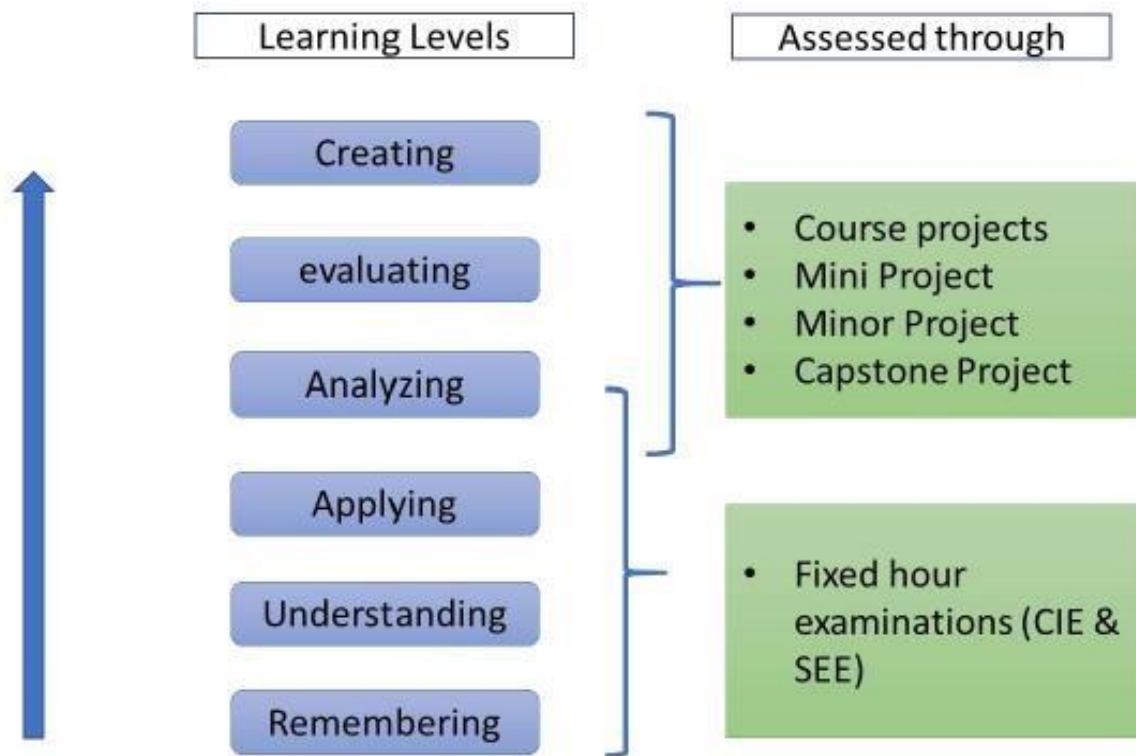 Learning Levels
Assessed through
Creating
evaluating
Analyzing
Applying
Understanding
Remembering
• Course projects
• Mini Project
• Minor Project
• Capstone Project
• Fixed hour
examinations (CIE &
SEE)